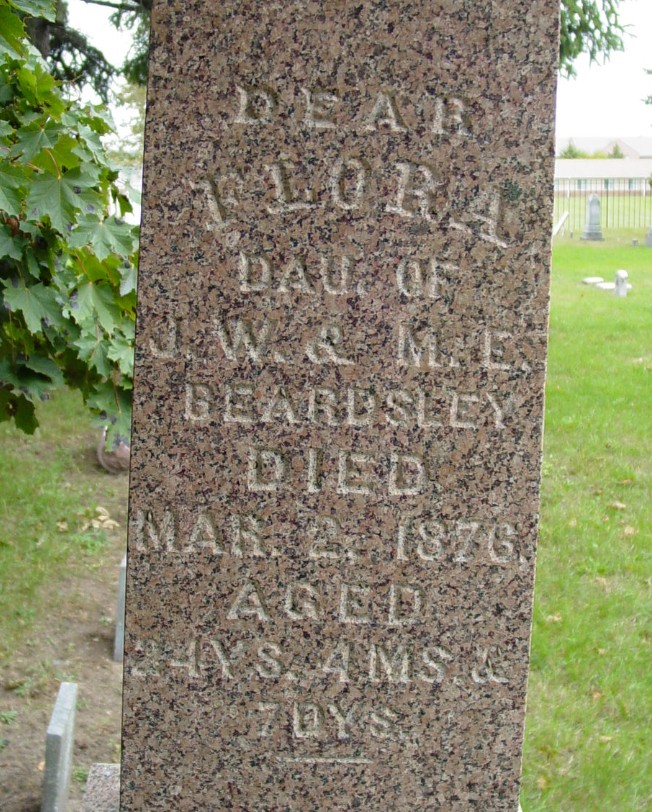 DEAR
FLORA
DAU. OF
J. W. & M. E.
BEARDSLEY
DIED
MAR. 2, 1876.
AGED
24 YS. 4 MS. &
7 DYS.